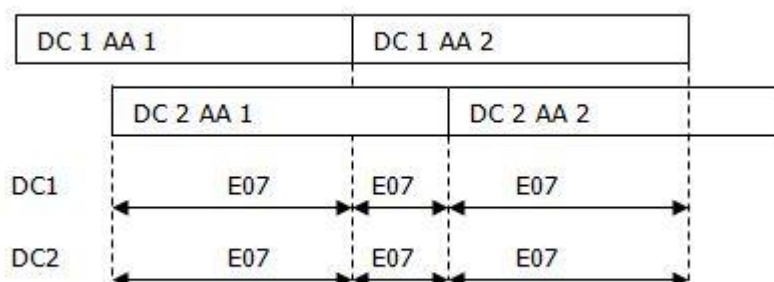 DC 1 AA 1 DC 1 AA 2
DC 2 AA 1 DC 2 AA 2
DC1 E07 E07 E07
DC2 E07 E07 E07